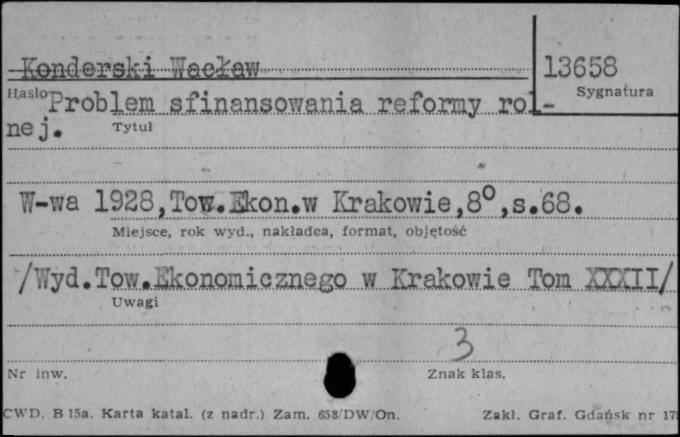 Konderski Wacław
13658
Hasło
Sygnatura
Problem sfinansowania reformy rol-
nej.
Tytuł
W-wa 1928,Tow.Ekon.w Krakowie,8°,s.68.
Miejsce, rok wyd., nakładca, format, objętość
/Wyd.Tow.Ekonomicznego w Krakowie Tom XXXII/
Uwagi
3
Nr inw.
Znak klas.
CWD. B 15a. Karta katal. (z nadr.) Zam. 658/DW/On.
Zakł. Graf. Gdańsk nr